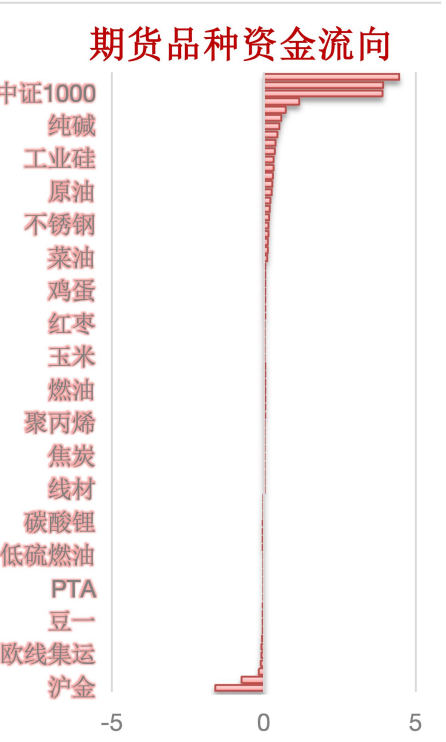 期货品种资金流向
中证1000
纯碱
工业硅
原油
不锈钢
菜油
鸡蛋
红枣
玉米
燃油
聚丙烯
焦炭
线材
碳酸锂
低硫燃油
PTA
豆一
欧线集运
沪金
-5 0 5